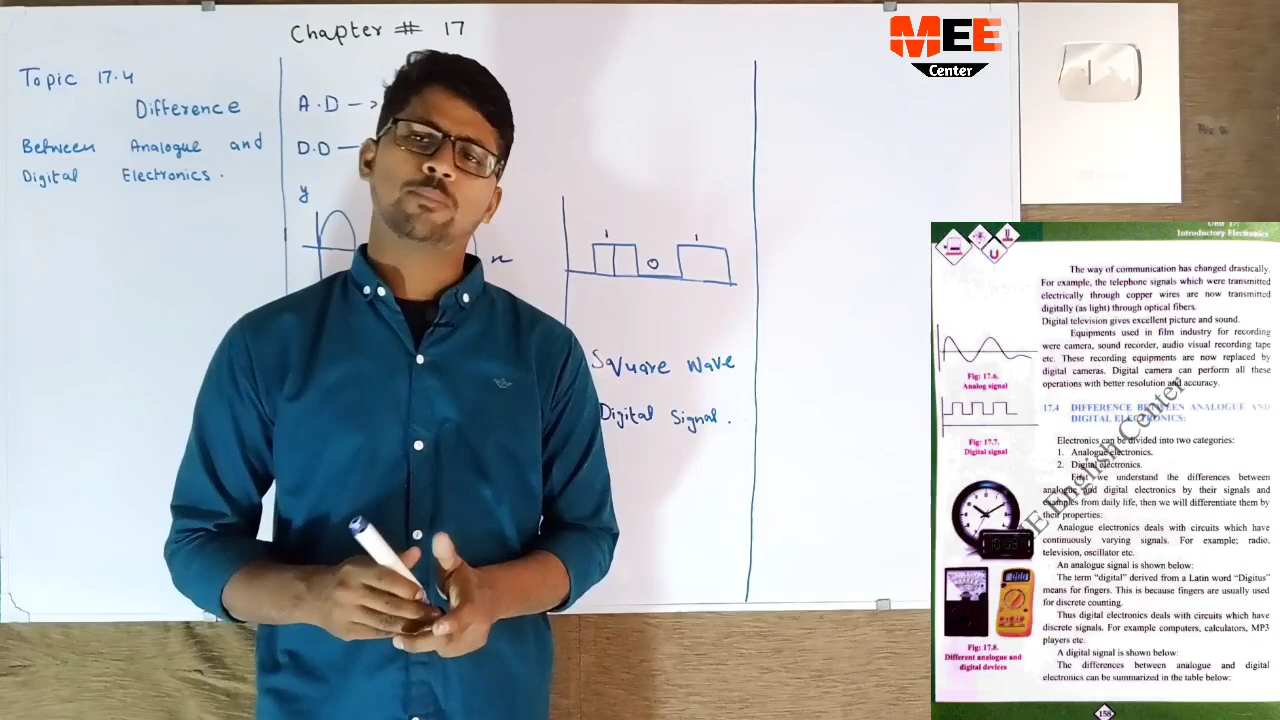 Chapter # 17
Topic 17.4
Difference
Between Analogue and
Digital Electronics.
A.D →
D.D —
y
x
1
0
1
Square Wave
Digital Signal.
MEE
Center
Unit 17:
Introductory Electronics
The way of communication has changed drastically.
For example, the telephone signals which were transmitted
electrically through copper wires are now transmitted
digitally (as light) through optical fibers.
Digital television gives excellent picture and sound.
Equipments used in film industry for recording
were camera, sound recorder, audio visual recording tape
etc. These recording equipments are now replaced by
digital cameras. Digital camera can perform all these
operations with better resolution and accuracy.
Fig: 17.6.
Analog signal
17.4 DIFFERENCE BETWEEN ANALOGUE AND
DIGITAL ELECTRONICS:
Fig: 17.7.
Digital signal
Electronics can be divided into two categories:
1. Analogue electronics.
2. Digital electronics.
First we understand the differences between
analogue and digital electronics by their signals and
examples from daily life, then we will differentiate them by
their properties:
Analogue electronics deals with circuits which have
continuously varying signals. For example; radio,
television, oscillator etc.
An analogue signal is shown below:
The term “digital” derived from a Latin word “Digitus”
means for fingers. This is because fingers are usually used
for discrete counting.
Thus digital electronics deals with circuits which have
discrete signals. For example computers, calculators, MP3
players etc.
A digital signal is shown below:
The differences between analogue and digital
electronics can be summarized in the table below:
Fig: 17.8.
Different analogue and
digital devices
English Center
158